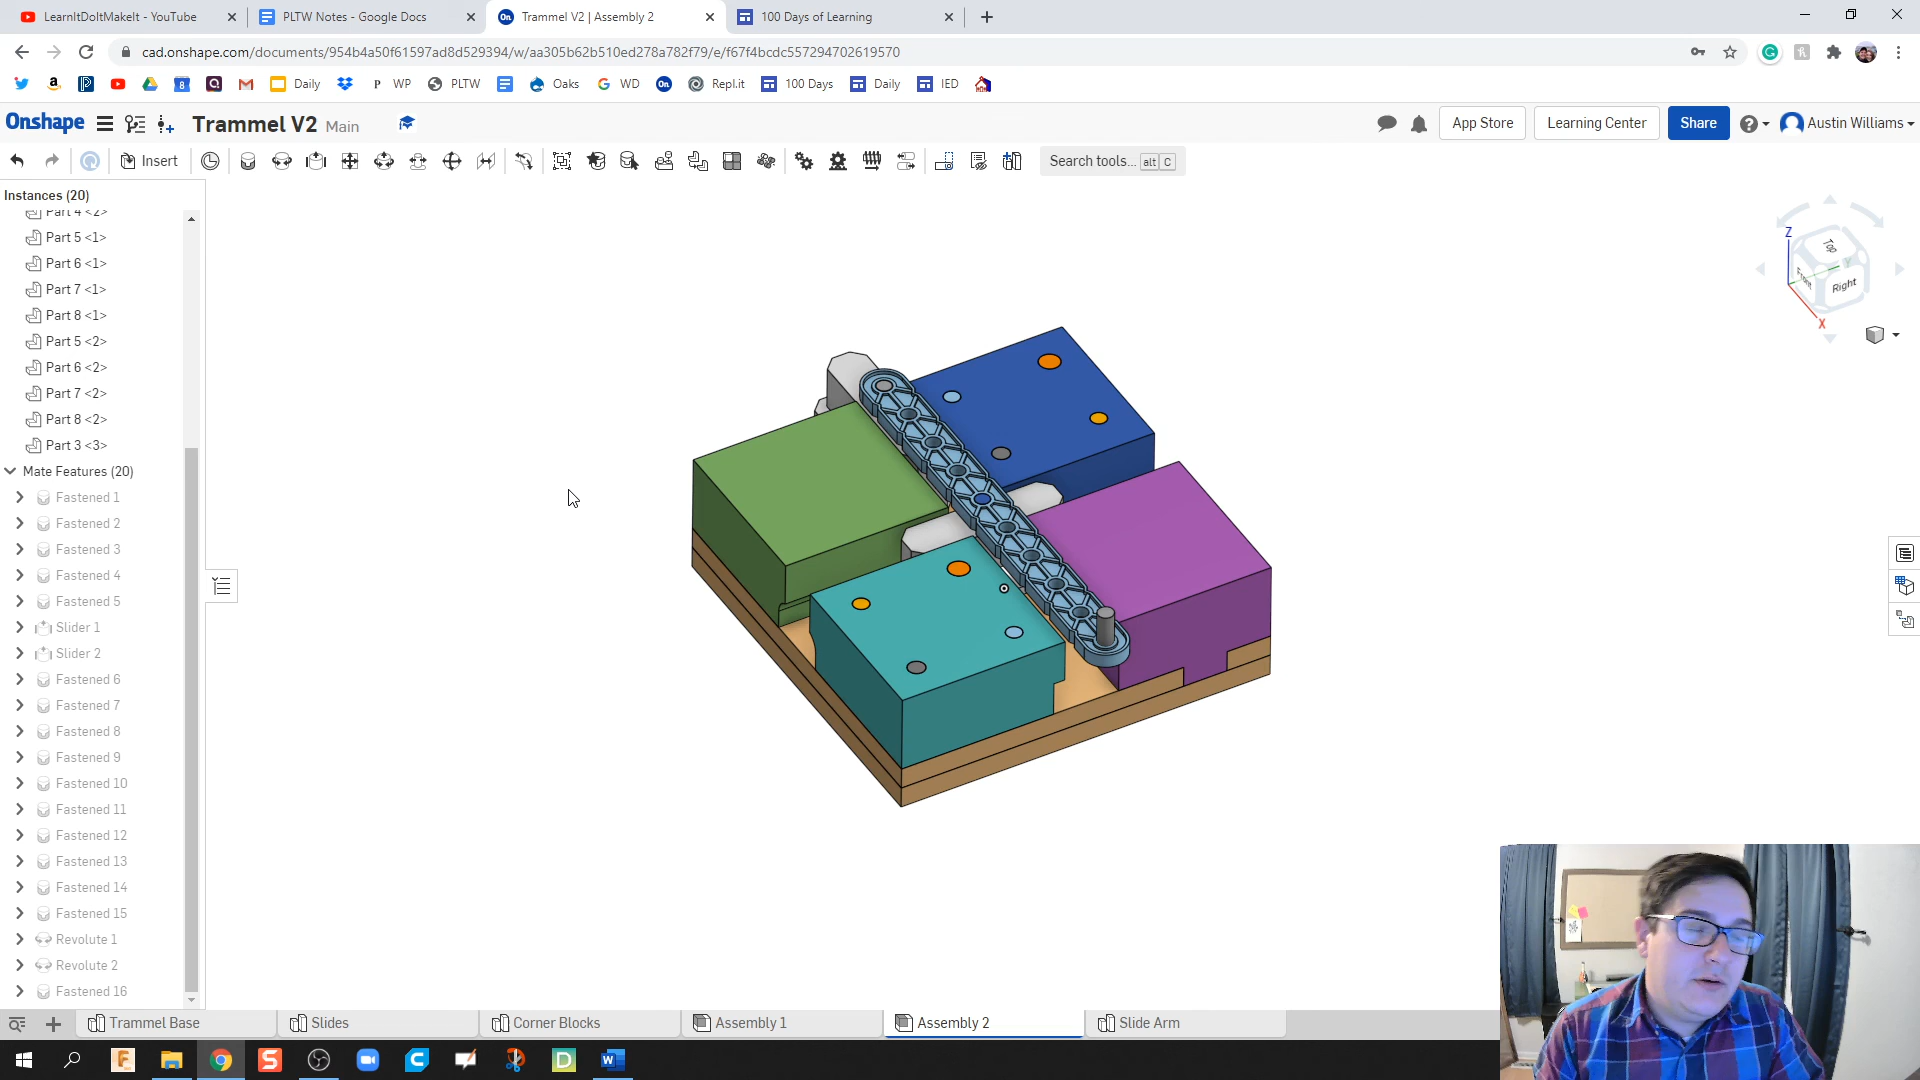 LearnItDoItMakeIt - YouTube
PLTW Notes - Google Docs
Trammel V2 | Assembly 2
100 Days of Learning
cad.onshape.com/documents/954b4a50f61597ad8d529394/w/aa305b62b510ed278a782f79/e/f67f4bcdc557294702619570
Daily
WP
PLTW
Oaks
WD
Repl.it
100 Days
Daily
IED
Onshape
Trammel V2 Main
App Store
Learning Center
Share
Austin Williams
Insert
Search tools... alt C
Instances (20)
Part 4 <2>
Part 5 <1>
Part 6 <1>
Part 7 <1>
Part 8 <1>
Part 5 <2>
Part 6 <2>
Part 7 <2>
Part 8 <2>
Part 3 <3>
Mate Features (20)
Fastened 1
Fastened 2
Fastened 3
Fastened 4
Fastened 5
Slider 1
Slider 2
Fastened 6
Fastened 7
Fastened 8
Fastened 9
Fastened 10
Fastened 11
Fastened 12
Fastened 13
Fastened 14
Fastened 15
Revolute 1
Revolute 2
Fastened 16
Z
Top
Y
Front
Right
X
Trammel Base
Slides
Corner Blocks
Assembly 1
Assembly 2
Slide Arm